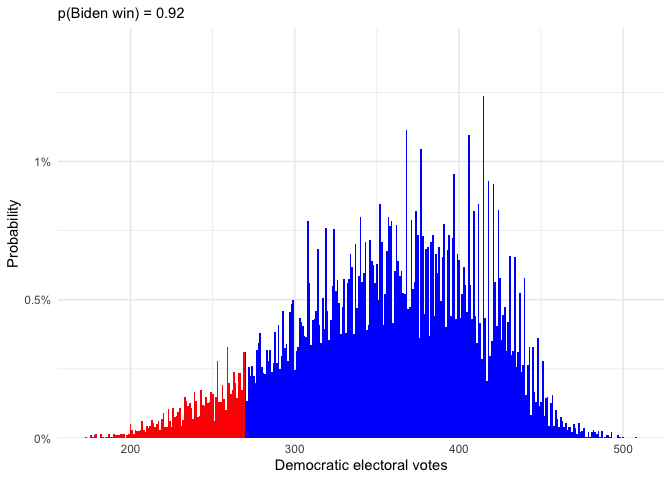 p(Biden win) = 0.92
1%
0.5%
0%
Probability
200 300 400 500
Democratic electoral votes